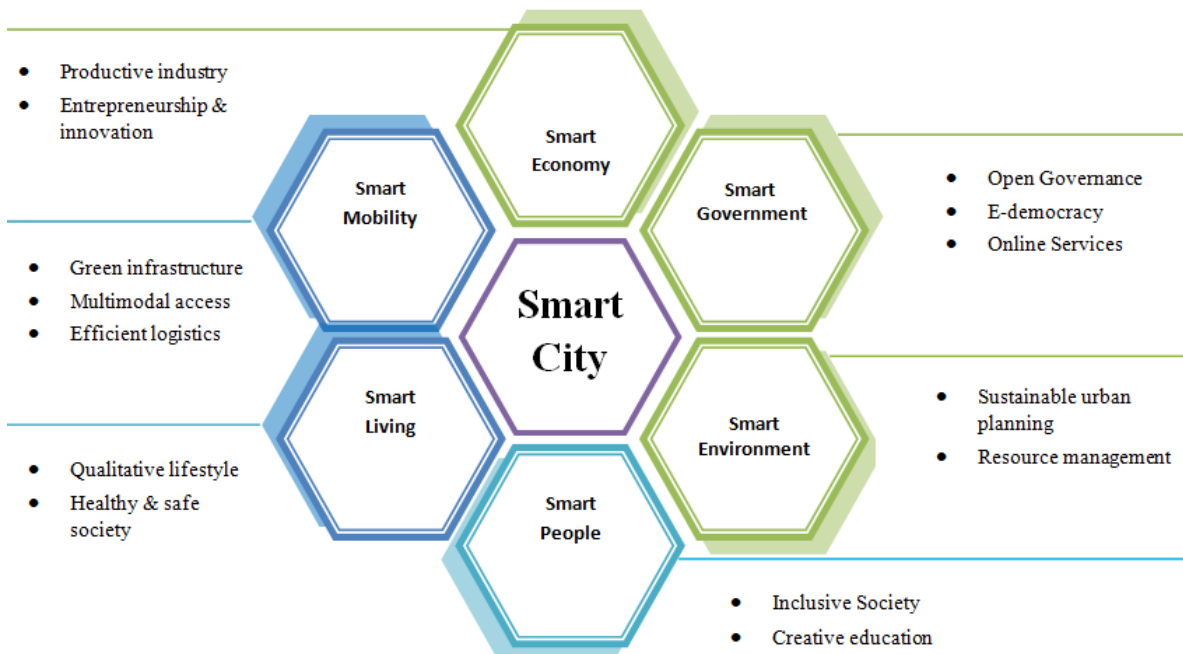 • Productive industry
• Entrepreneurship &
innovation
Smart
Economy
Smart
Mobility
Smart
Government
• Open Governance
• E-democracy
• Online Services
• Green infrastructure
• Multimodal access
• Efficient logistics
Smart
City
Smart
Living
Smart
Environment
• Sustainable urban
planning
• Resource management
• Qualitative lifestyle
• Healthy & safe
society
Smart
People
• Inclusive Society
• Creative education